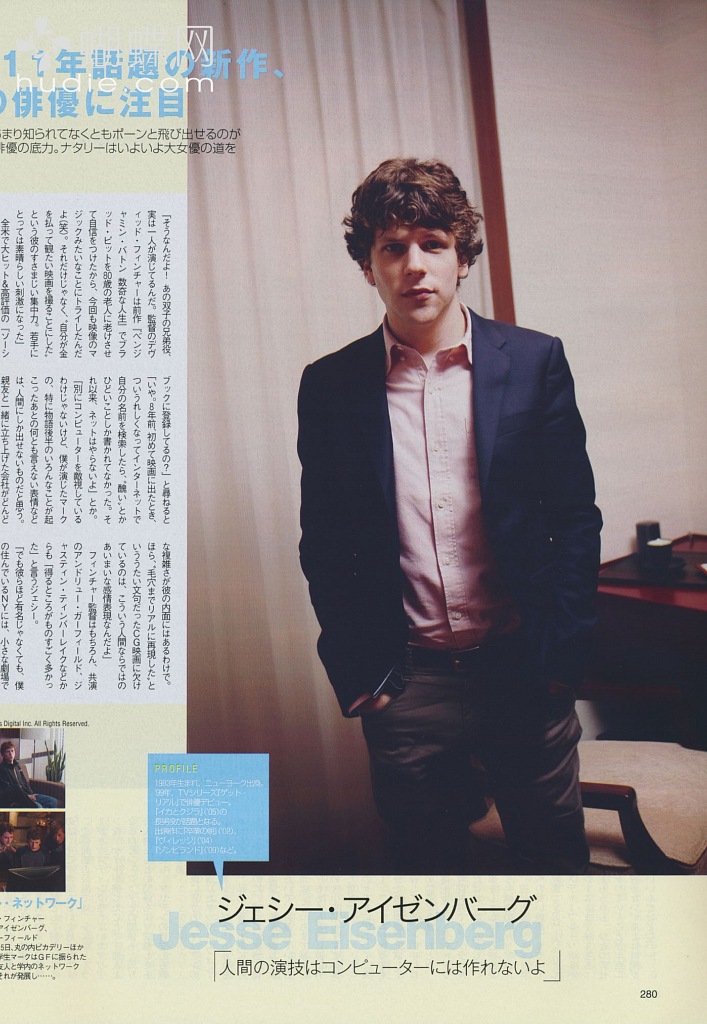 蝴蝶网
hudie.com
11年話題の新作、
の俳優に注目
まり知られてなくともポーンと飛び出せるのが
俳優の底力。ナタリーはいよいよ大女優の道を
「そうなんだよ！ あの双子の兄弟役、
実は一人が演じてるんだ。監督のデヴ
ィッド・フィンチャーは前作『ベンジ
ャミン・バトン 数奇な人生』でブラ
ッド・ピットを80歳の老人に老けさせ
て自信をつけたから、今回も映像のマ
ジックみたいなことにトライしたんだ
よ(笑)。それだけじゃなく、“自分が金
を払って観たい映画を撮ることにした”
という彼のすさまじい集中力。若手に
とっては素晴らしい刺激になった」
全米で大ヒット＆高評価の『ソーシ
ブックに登録してるの？」と尋ねると
「いや。8年前、初めて映画に出たとき、
ついうれしくなってインターネットで
自分の名前を検索したら、“醜い”とか
ひどいことしか書かれてなかった。そ
れ以来、ネットはやらないよ」とか。
「別にコンピューターを敵視している
わけじゃないけど、僕が演じたマーク
の、特に物語後半のいろんなことが起
こったあとの何とも言えない表情など
は、人間にしか出せないものだと思う。
親友と一緒に立ち上げた会社がどんど
な複雑さが彼の内面にはあるわけで。
ほら、“毛穴までリアルに再現した”と
いううたい文句だったCG映画に欠け
ているのは、こういう人間ならではの
あいまいな感情表現なんだよ」
フィンチャー監督はもちろん、共演
のアンドリュー・ガーフィールド、ジ
ャスティン・ティンバーレイクなどか
らも「得るところがものすごく多かっ
た」と言うジェシー。
「でも彼らほど有名じゃなくても、僕
の住んでいるNYには、小さな劇場で
s Digital Inc. All Rights Reserved.
PROFILE
1983年生まれ、ニューヨーク出身。
'99年、TVシリーズ『ゲット・
リアル』で俳優デビュー。
『イカとクジラ』('05)の
長男役が話題となる。
出演作に『卒業の朝』('02)、
『ヴィレッジ』('04)
『ゾンビランド』('09)など。
ル・ネットワーク」
・フィンチャー
アイゼンバーグ、
ーフィールド
5日、丸の内ピカデリーほか
学生マークはGFに振られた
友人と学内のネットワーク
それが発展し……。
ジェシー・アイゼンバーグ
Jesse Eisenberg
「人間の演技はコンピューターには作れないよ」
280